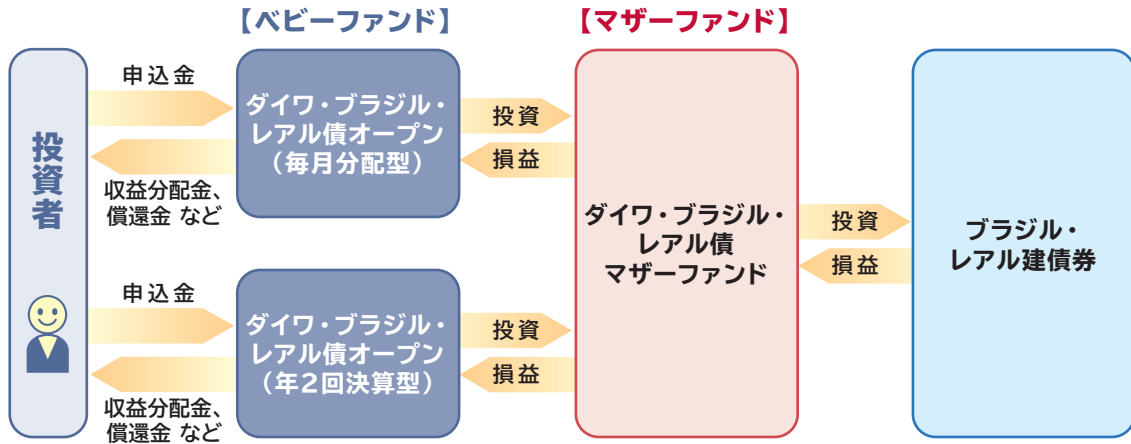 【ベビーファンド】
【マザーファンド】
投資者
申込金
収益分配金、
償還金 など
ダイワ・ブラジル・
レアル債オープン
（毎月分配型）
投資
損益
申込金
収益分配金、
償還金 など
ダイワ・ブラジル・
レアル債オープン
（年2回決算型）
投資
損益
ダイワ・ブラジル・
レアル債
マザーファンド
投資
損益
ブラジル・
レアル建債券